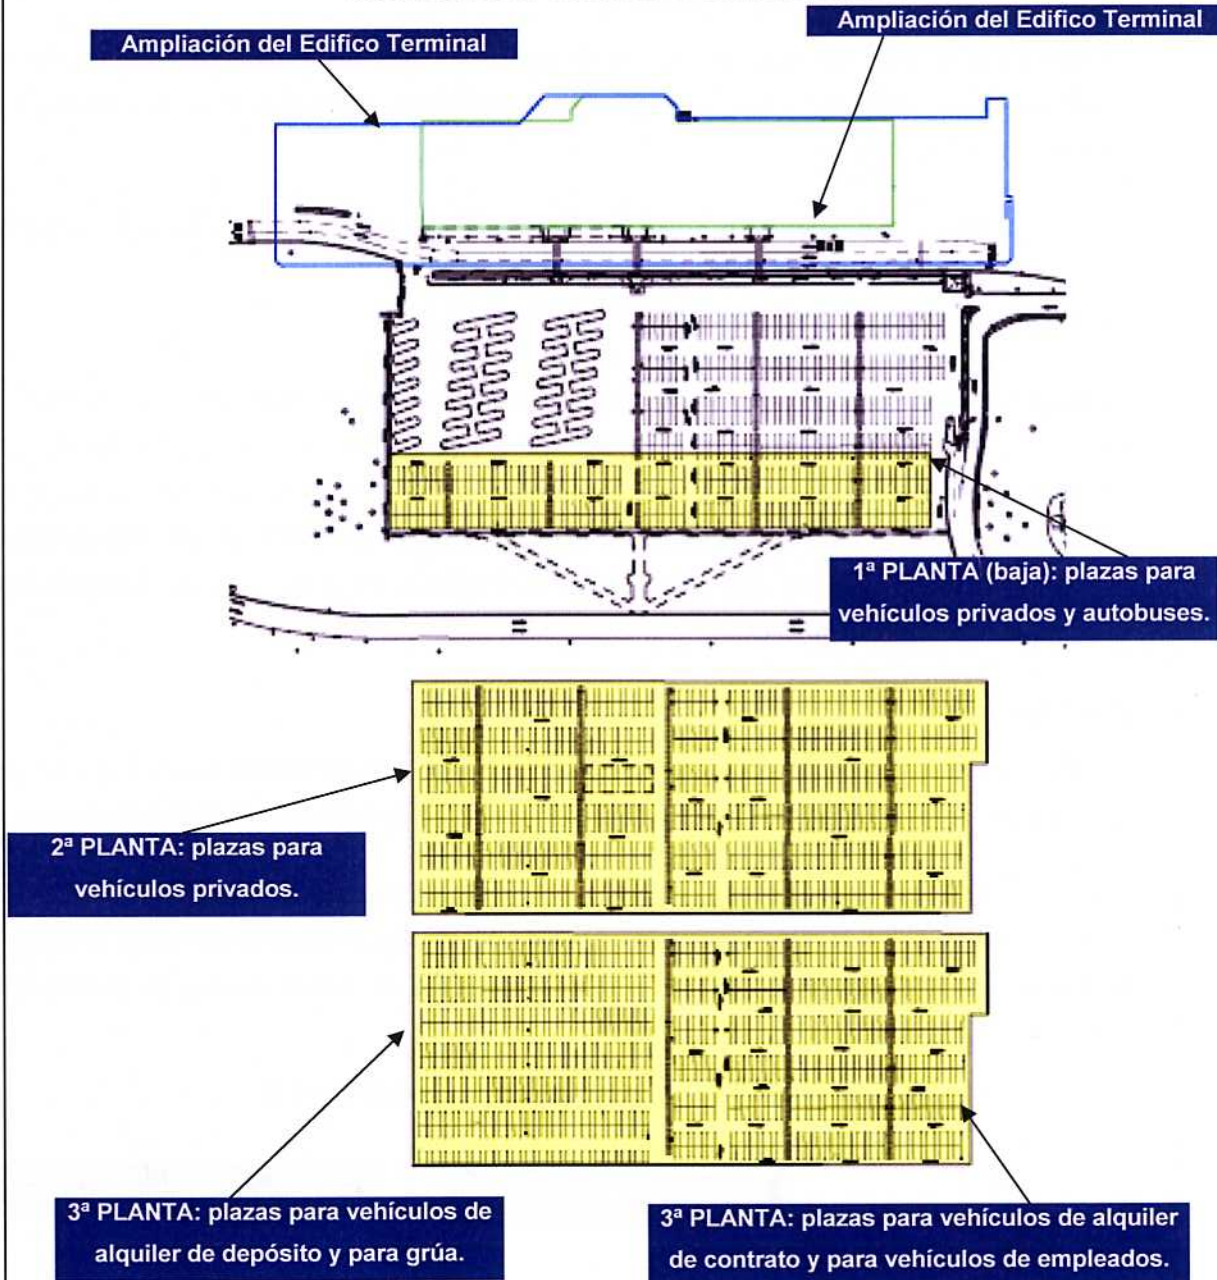 Ampliación del Edifico Terminal
Ampliación del Edifico Terminal
1ª PLANTA (baja): plazas para
vehículos privados y autobuses.
2ª PLANTA: plazas para
vehículos privados.
3ª PLANTA: plazas para vehículos de
alquiler de depósito y para grúa.
3ª PLANTA: plazas para vehículos de alquiler
de contrato y para vehículos de empleados.